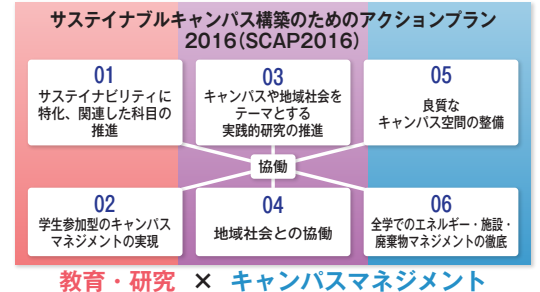 サステイナブルキャンパス構築のためのアクションプラン
2016(SCAP2016)
01
サステイナビリティに
特化、関連した科目の
推進
03
キャンパスや地域社会を
テーマとする
実践的研究の推進
05
良質な
キャンパス空間の整備
協働
02
学生参加型のキャンパス
マネジメントの実現
04
地域社会との協働
06
全学でのエネルギー・施設・
廃棄物マネジメントの徹底
教育・研究 × キャンパスマネジメント